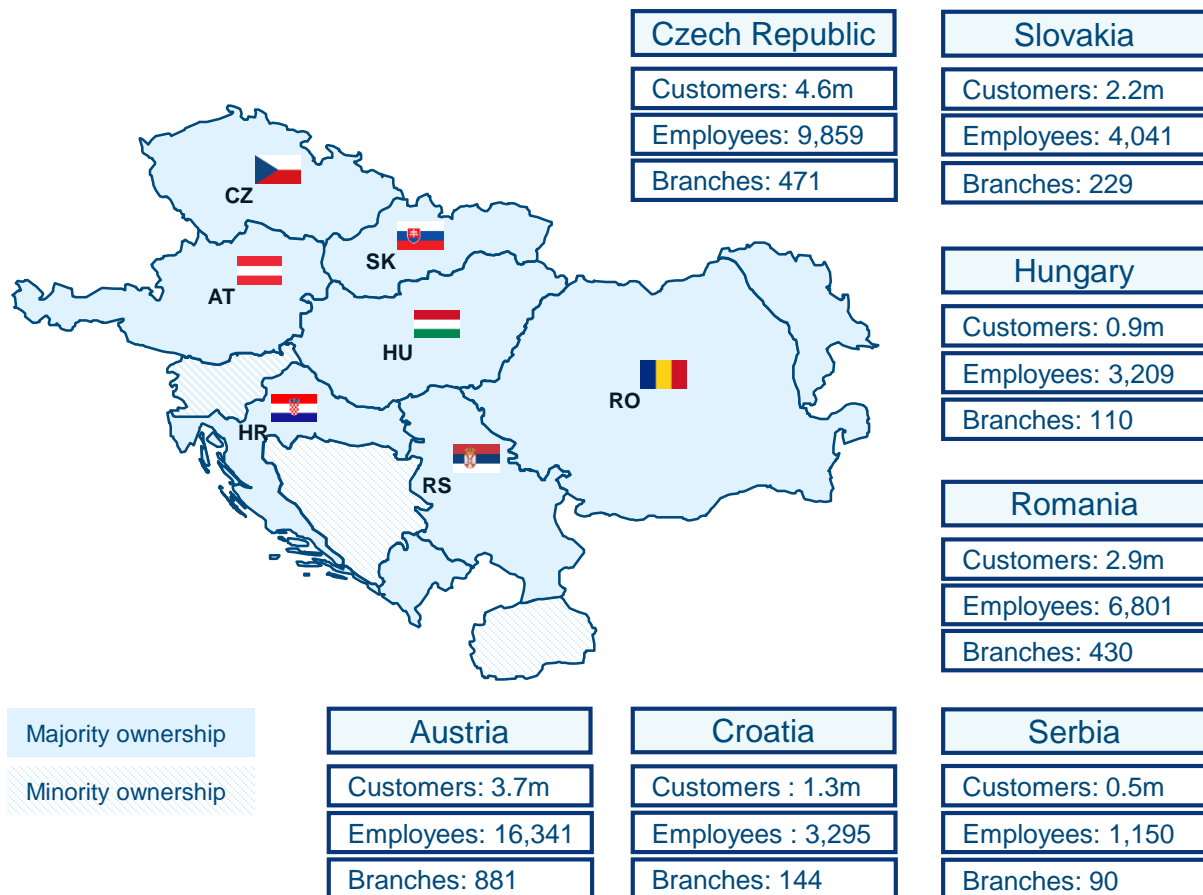 Czech Republic
Customers: 4.6m
Employees: 9,859
Branches: 471
Slovakia
Customers: 2.2m
Employees: 4,041
Branches: 229
CZ
SK
AT
HU
RO
HR
RS
Hungary
Customers: 0.9m
Employees: 3,209
Branches: 110
Romania
Customers: 2.9m
Employees: 6,801
Branches: 430
Majority ownership
Minority ownership
Austria
Customers: 3.7m
Employees: 16,341
Branches: 881
Croatia
Customers : 1.3m
Employees : 3,295
Branches: 144
Serbia
Customers: 0.5m
Employees: 1,150
Branches: 90